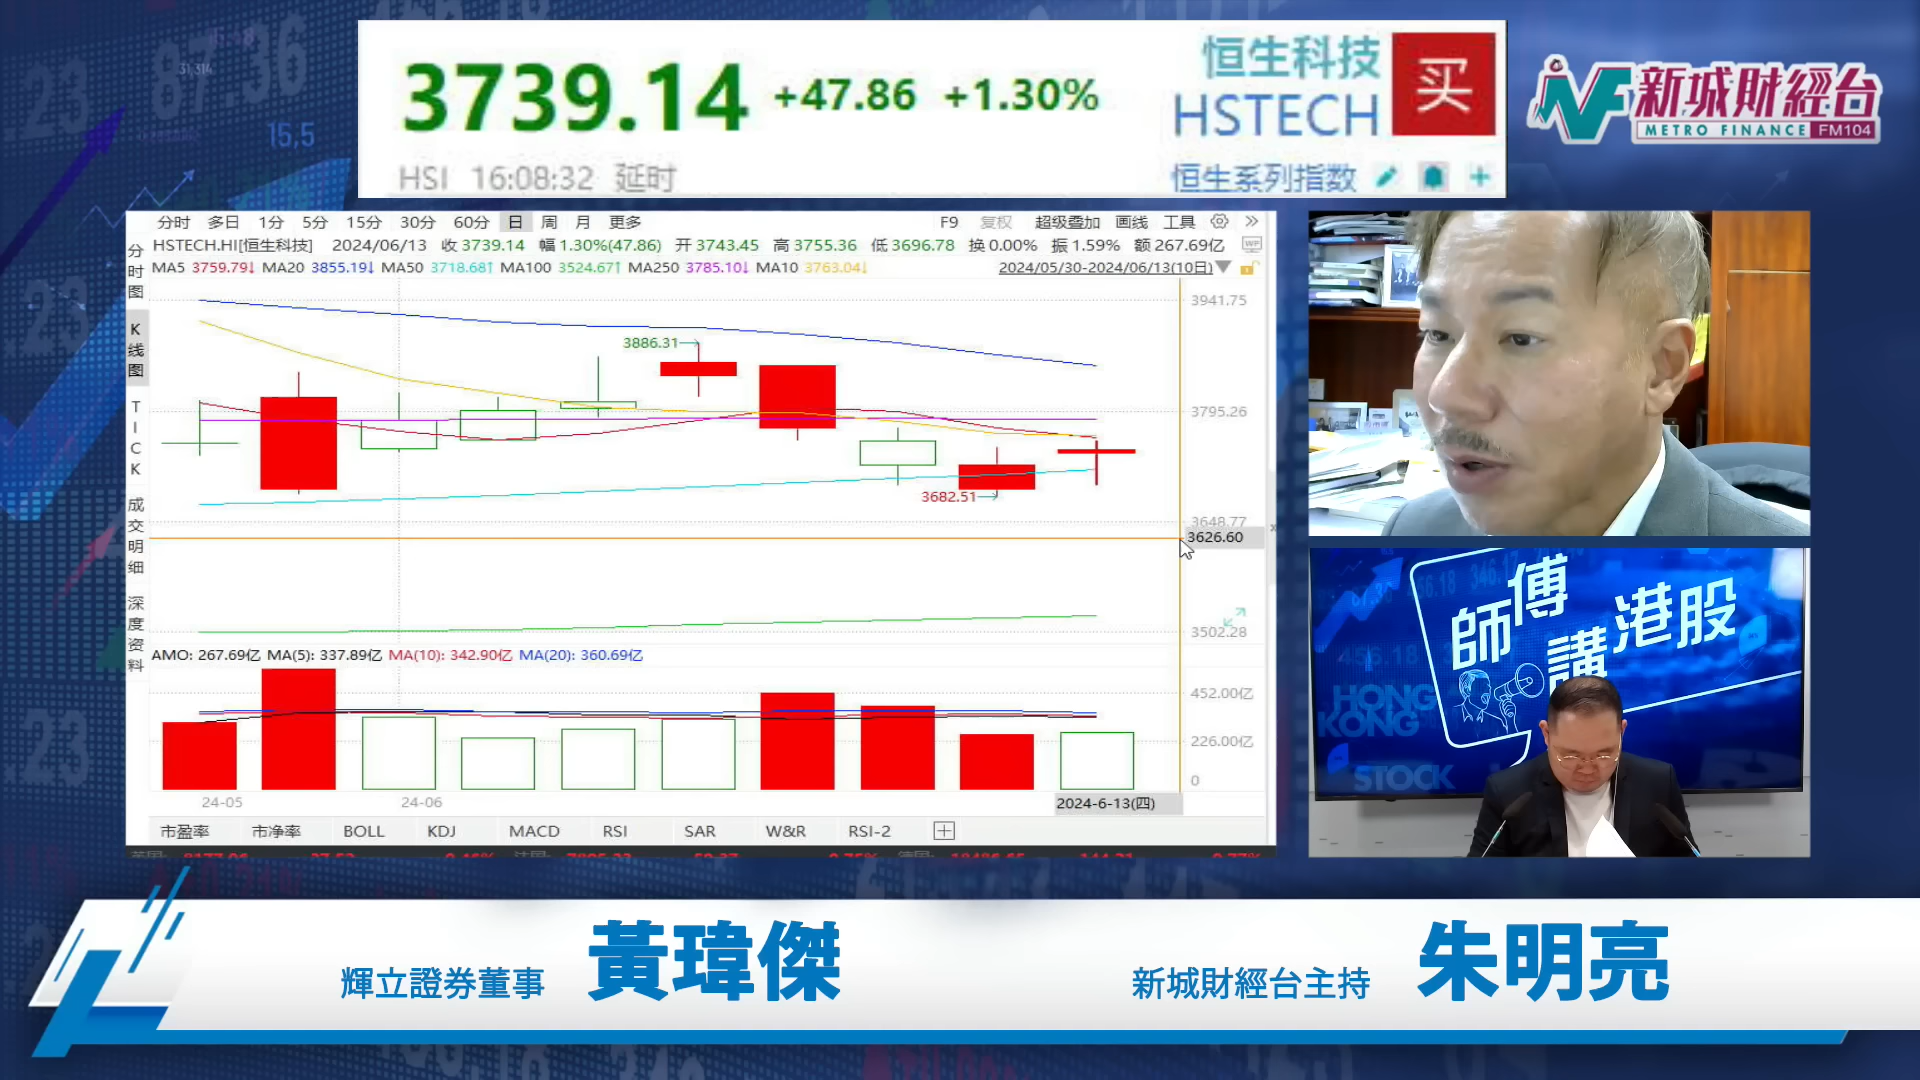 3739.14 +47.86 +1.30%
恒生科技
HSTECH
买
HSI 16:08:32 延时
恒生系列指数
新城財經台
METRO FINANCE FM104
分时 多日 1分 5分 15分 30分 60分 日 周 月 更多
F9 复权 超级叠加 画线 工具
HSTECH.HI[恒生科技] 2024/06/13 收 3739.14 幅 1.30%(47.86) 开 3743.45 高 3755.36 低 3696.78 换 0.00% 振 1.59% 额 267.69亿
MA5 3759.79↓ MA20 3855.19↓ MA50 3718.68↑ MA100 3524.67↑ MA250 3785.10↓ MA10 3763.04↓
2024/05/30-2024/06/13(10日)
分时图
K线图
TICK
成交明细
深度资料
3941.75
3886.31
3795.26
3682.51
3648.77
3626.60
3502.28
AMO: 267.69亿 MA(5): 337.89亿 MA(10): 342.90亿 MA(20): 360.69亿
452.00亿
226.00亿
0
24-05 24-06 2024-6-13(四)
市盈率 市净率 BOLL KDJ MACD RSI SAR W&R RSI-2
師傅
講港股
HONG
KONG
STOCK
輝立證券董事 黃瑋傑
新城財經台主持 朱明亮